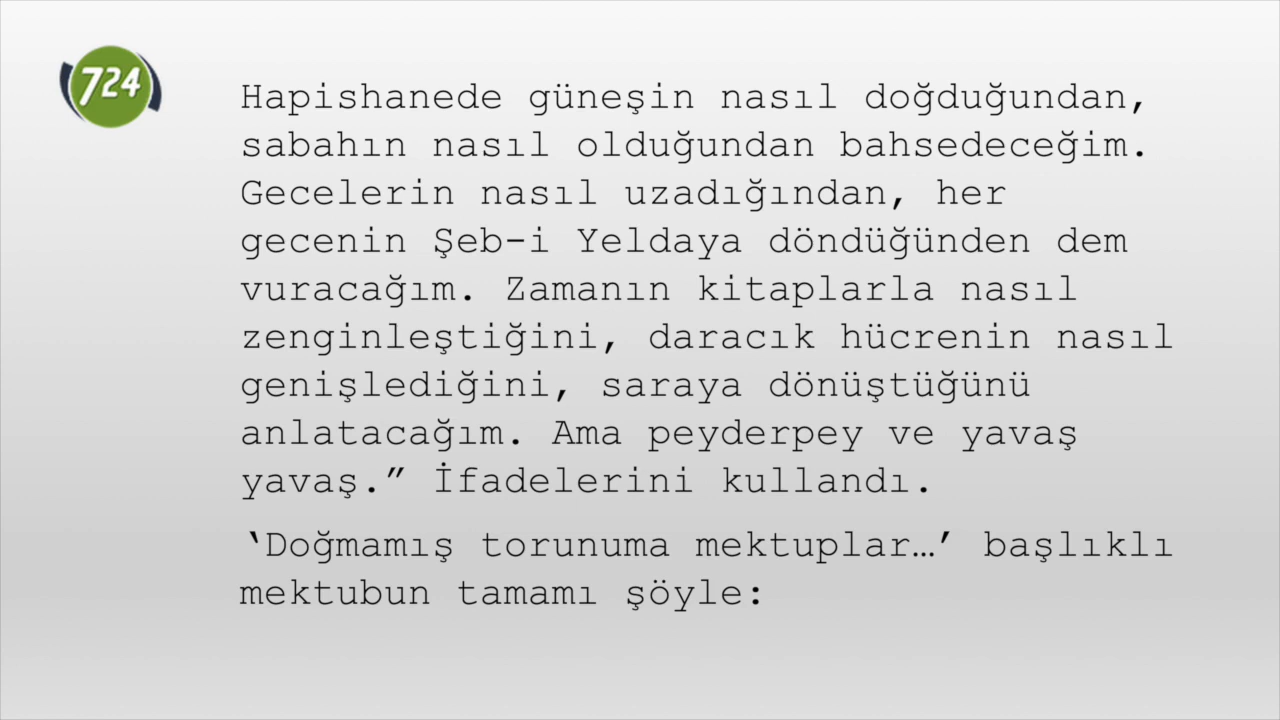 724
Hapishanede güneşin nasıl doğduğundan,
sabahın nasıl olduğundan bahsedeceğim.
Gecelerin nasıl uzadığından, her
gecenin Şeb-i Yeldaya döndüğünden dem
vuracağım. Zamanın kitaplarla nasıl
zenginleştiğini, daracık hücrenin nasıl
genişlediğini, saraya dönüştüğünü
anlatacağım. Ama peyderpey ve yavaş
yavaş.” İfadelerini kullandı.
‘Doğmamış torunuma mektuplar…’ başlıklı
mektubun tamamı şöyle: